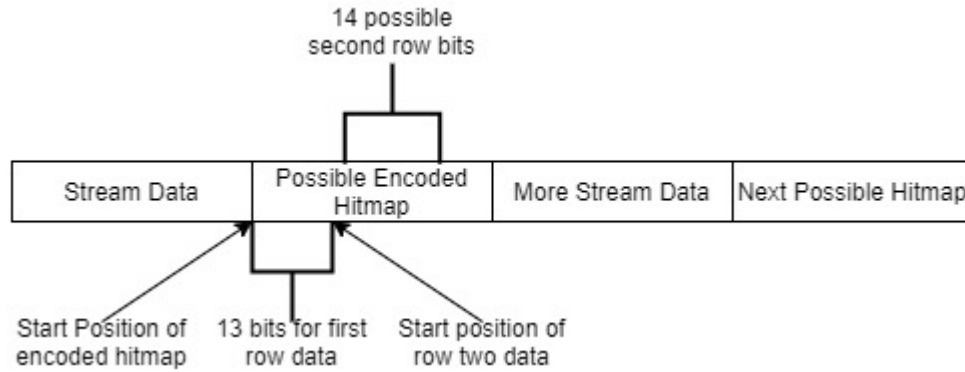 14 possible
second row bits
Stream Data
Possible Encoded
Hitmap
More Stream Data
Next Possible Hitmap
Start Position of
encoded hitmap
13 bits for first
row data
Start position of
row two data